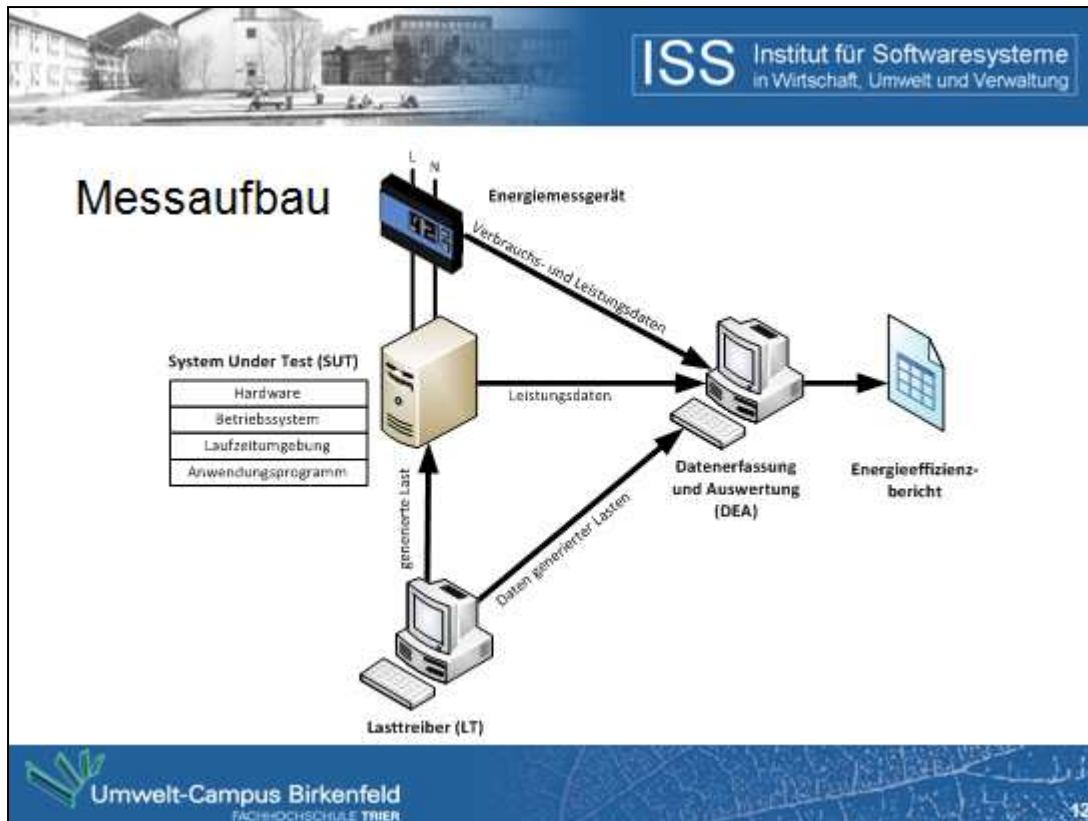 ISS Institut für Softwaresysteme
in Wirtschaft, Umwelt und Verwaltung
Messaufbau
L N
Energiemessgerät
Verbrauchs- und Leistungsdaten
System Under Test (SUT)
Hardware
Betriebssystem
Laufzeitumgebung
Anwendungsprogramm
Leistungsdaten
Datenerfassung
und Auswertung
(DEA)
Energieeffizienz-
bericht
generierte Last
Daten generierter Lasten
Lasttreiber (LT)
Umwelt-Campus Birkenfeld
FACHHOCHSCHULE TRIER